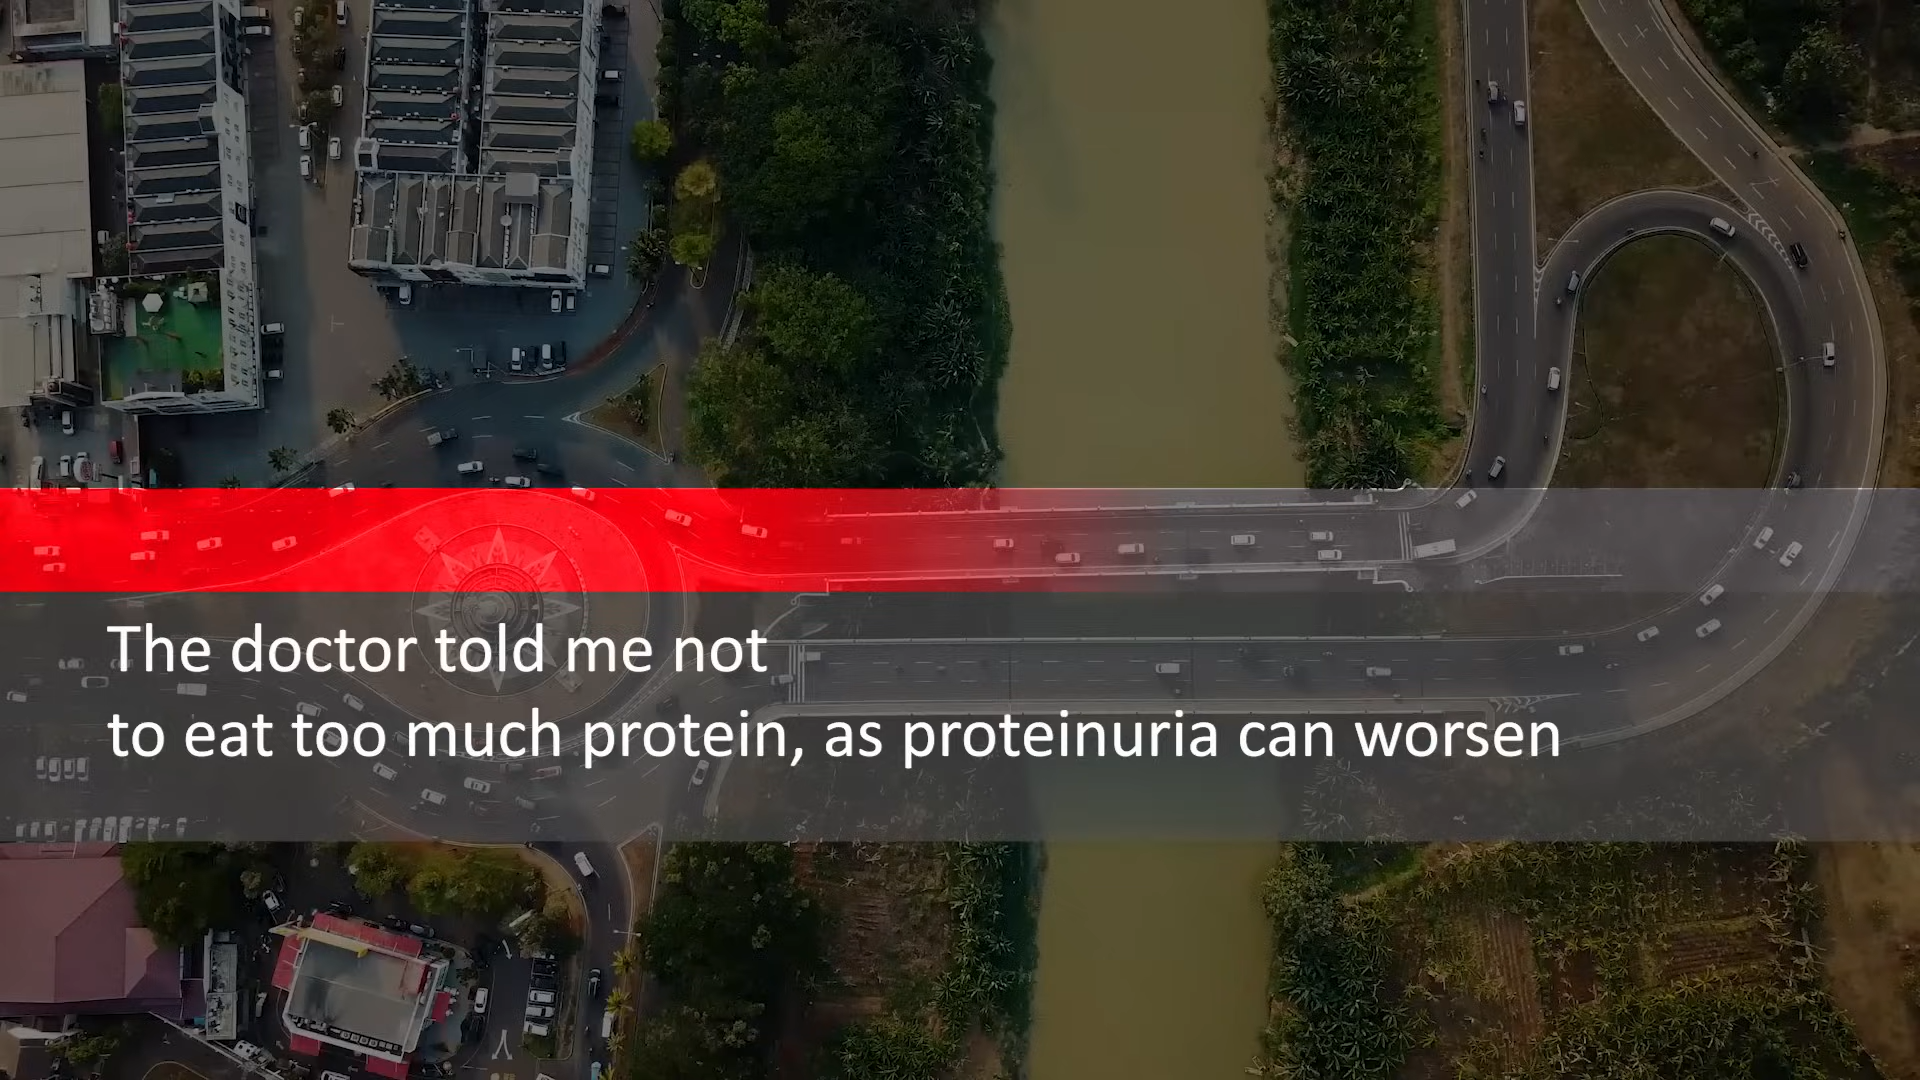 The doctor told me not
to eat too much protein, as proteinuria can worsen